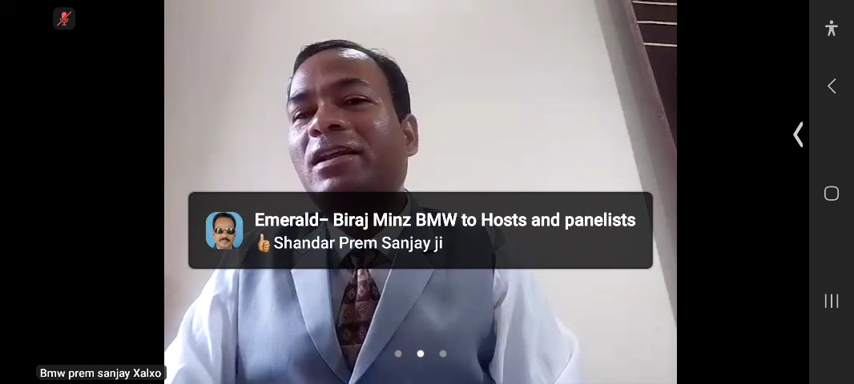 Emerald- Biraj Minz BMW to Hosts and panelists
👍Shandar Prem Sanjay ji
Bmw prem sanjay Xalxo